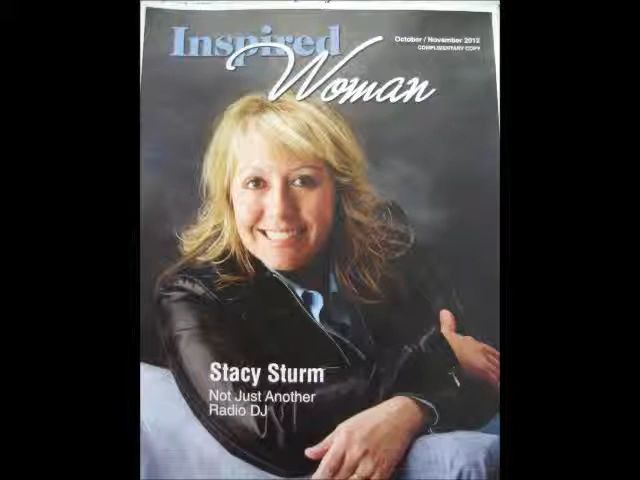 Inspired
Woman
October / November 2012
COMPLIMENTARY COPY
Stacy Sturm
Not Just Another
Radio DJ